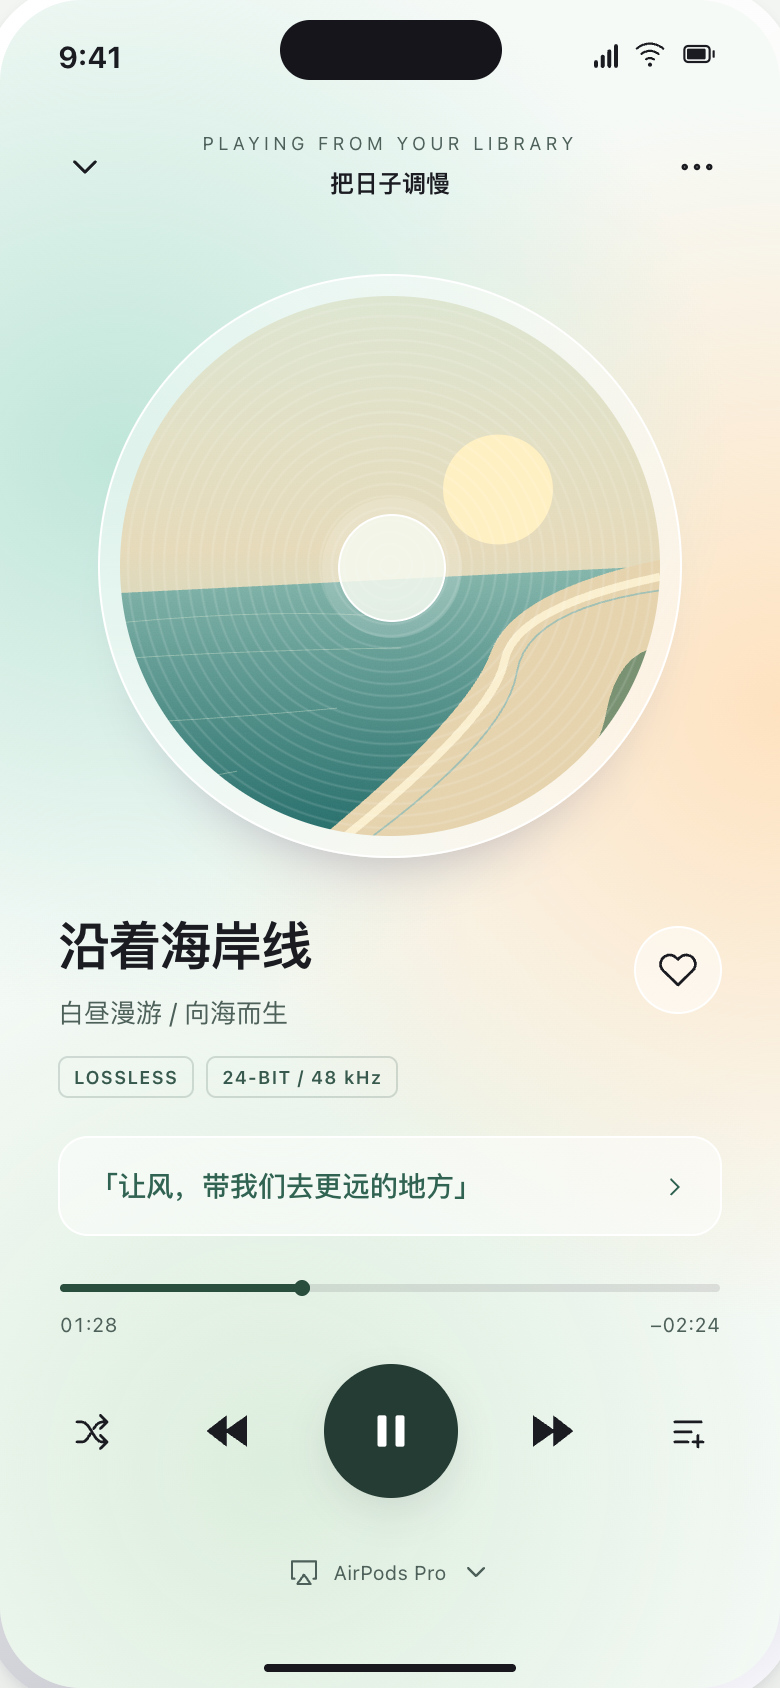 9:41
PLAYING FROM YOUR LIBRARY
把日子调慢
沿着海岸线
白昼漫游 / 向海而生
LOSSLESS
24-BIT / 48 kHz
「让风，带我们去更远的地方」
01:28
−02:24
AirPods Pro